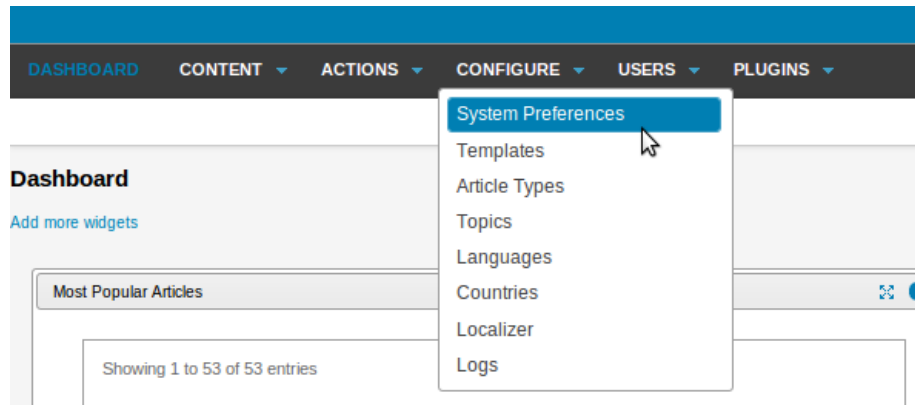 DASHBOARD CONTENT ACTIONS CONFIGURE USERS PLUGINS
System Preferences
Templates
Article Types
Topics
Languages
Countries
Localizer
Logs
Dashboard
Add more widgets
Most Popular Articles
Showing 1 to 53 of 53 entries